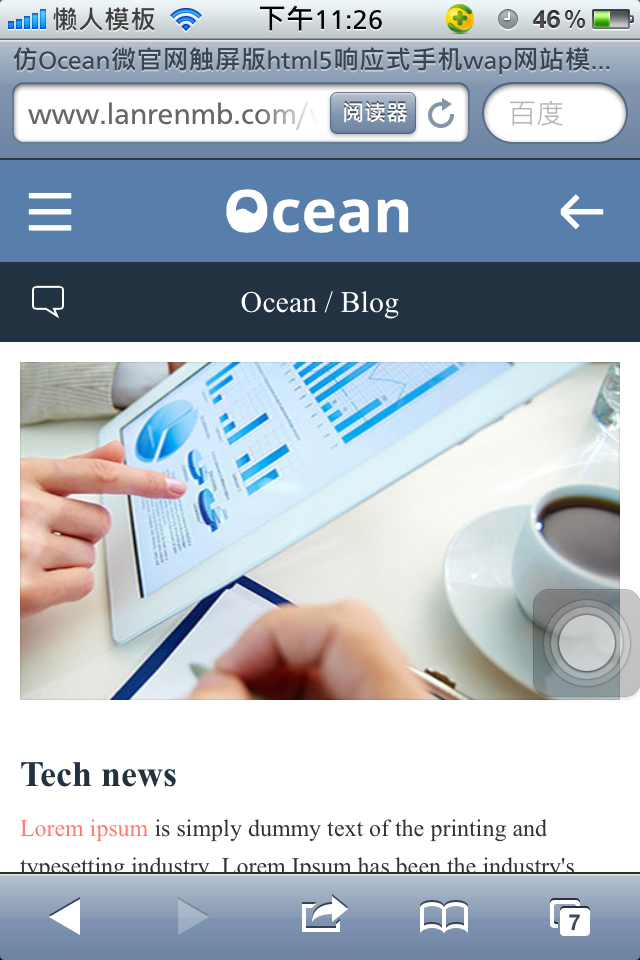 懒人模板 下午11:26 46%
仿Ocean微官网触屏版html5响应式手机wap网站模...
www.lanrenmb.com/ 阅读器 百度
Ocean
Ocean / Blog
Tech news
Lorem ipsum is simply dummy text of the printing and
typesetting industry. Lorem Ipsum has been the industry's
7